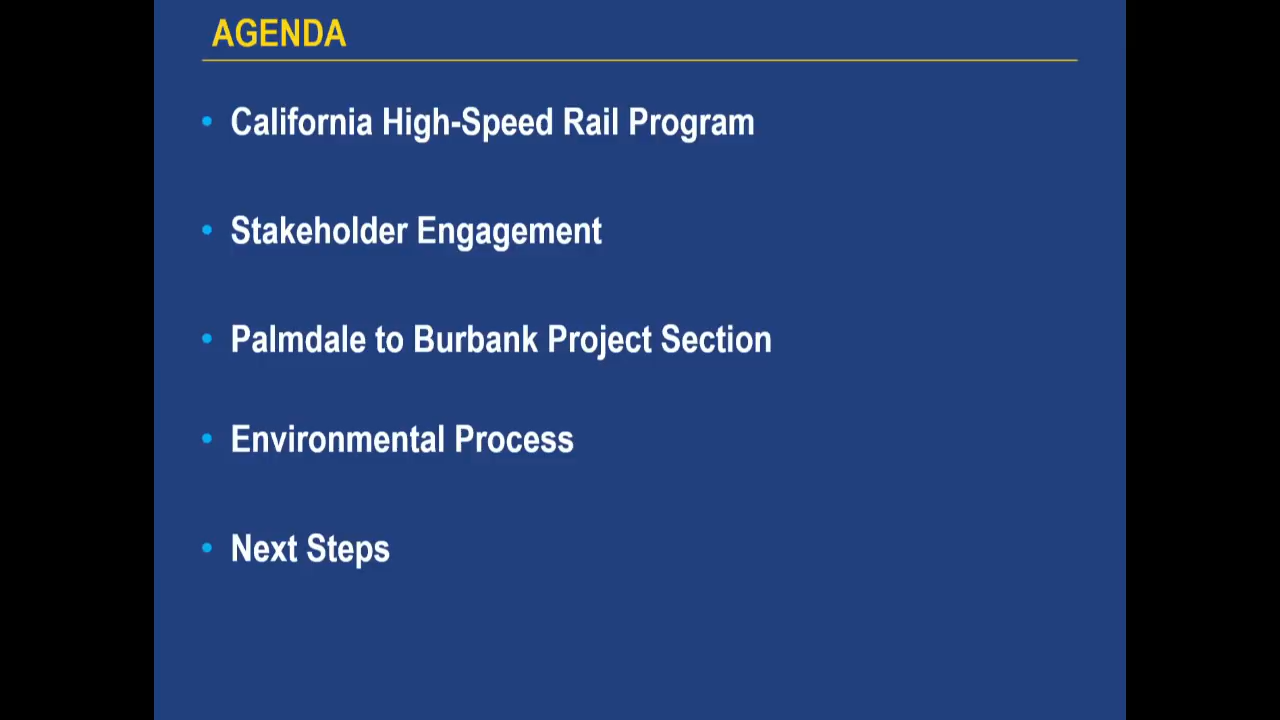 AGENDA
• California High-Speed Rail Program
• Stakeholder Engagement
• Palmdale to Burbank Project Section
• Environmental Process
• Next Steps